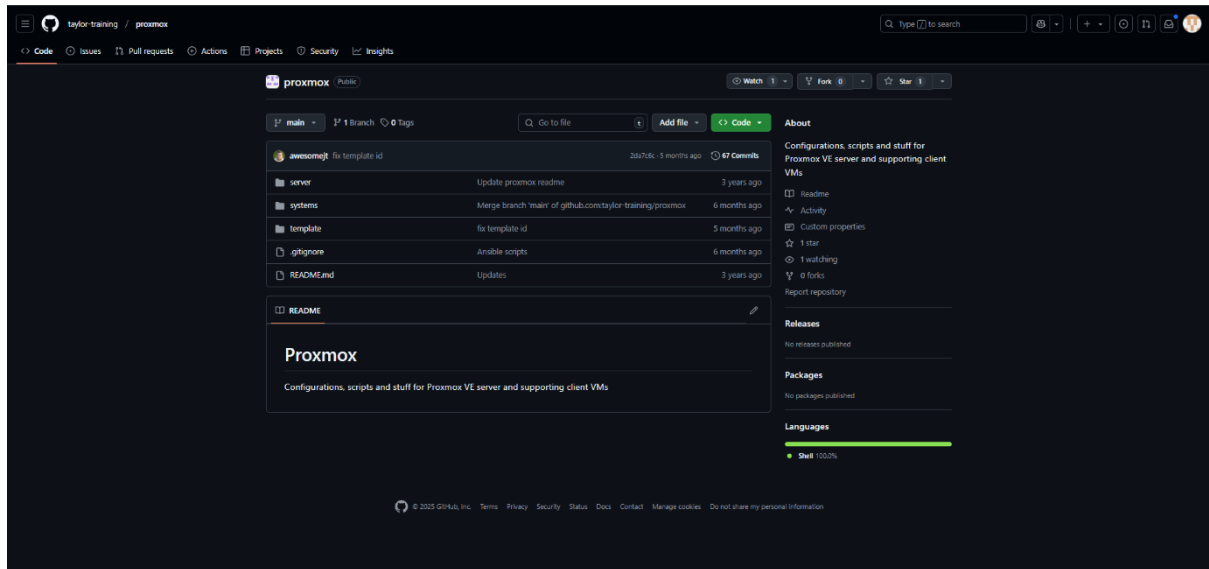 taylor-training / proxmox
Type / to search
Code Issues Pull requests Actions Projects Security Insights
proxmox Public
Watch 1 Fork 0 Star 1
main 1 Branch 0 Tags Go to file t Add file Code
awesomejt fix template id 5 months ago 67 Commits
server Update proxmox readme 3 years ago
systems Merge branch 'main' of github.com:taylor-training/proxmox 6 months ago
template fix template id 5 months ago
.gitignore Ansible scripts 6 months ago
README.md Updates 3 years ago
README
Proxmox
Configurations, scripts and stuff for Proxmox VE server and supporting client VMs
About
Configurations, scripts and stuff for
Proxmox VE server and supporting client
VMs
Readme
Activity
Custom properties
1 star
1 watching
0 forks
Report repository
Releases
No releases published
Packages
No packages published
Languages
Shell 100.0%
© 2025 GitHub, Inc. Terms Privacy Security Status Docs Contact Manage cookies Do not share my personal information